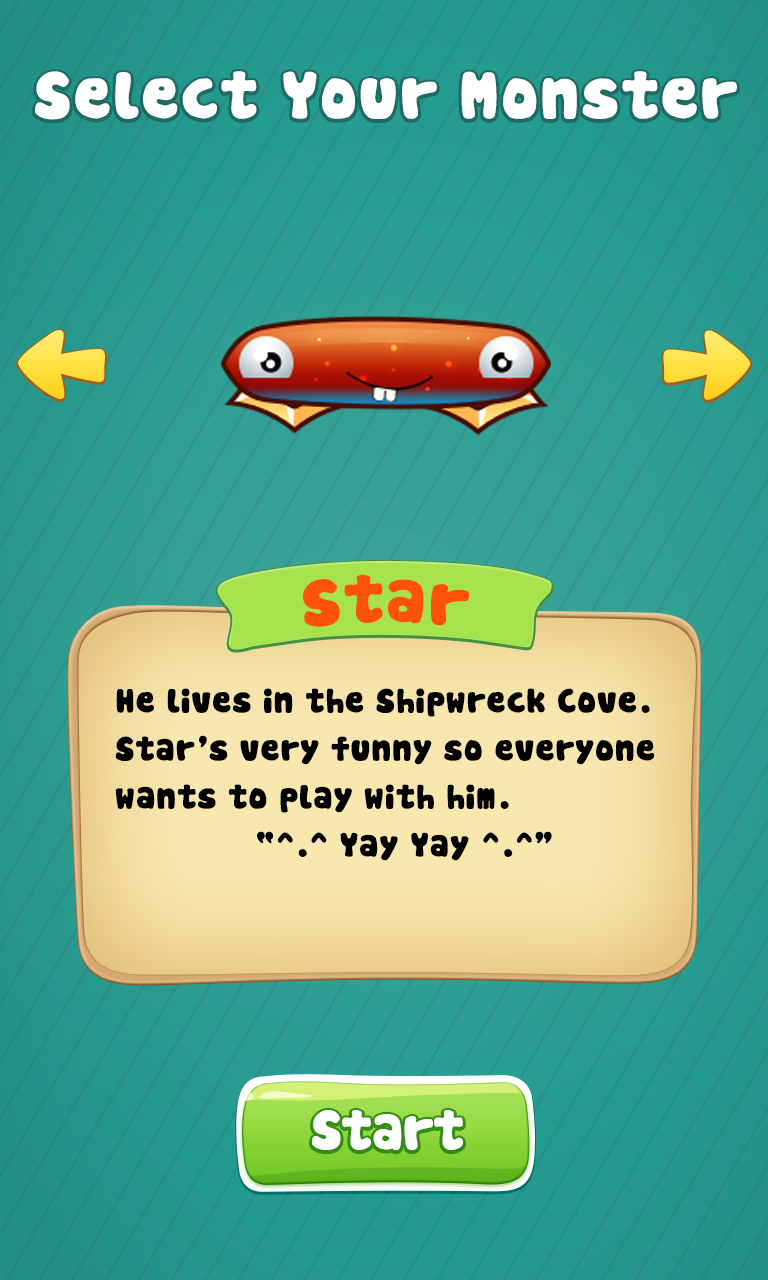 Select Your Monster
Star
He lives in the Shipwreck Cove.
Star's very funny so everyone
wants to play with him.
"^.^ Yay Yay ^.^"
Start